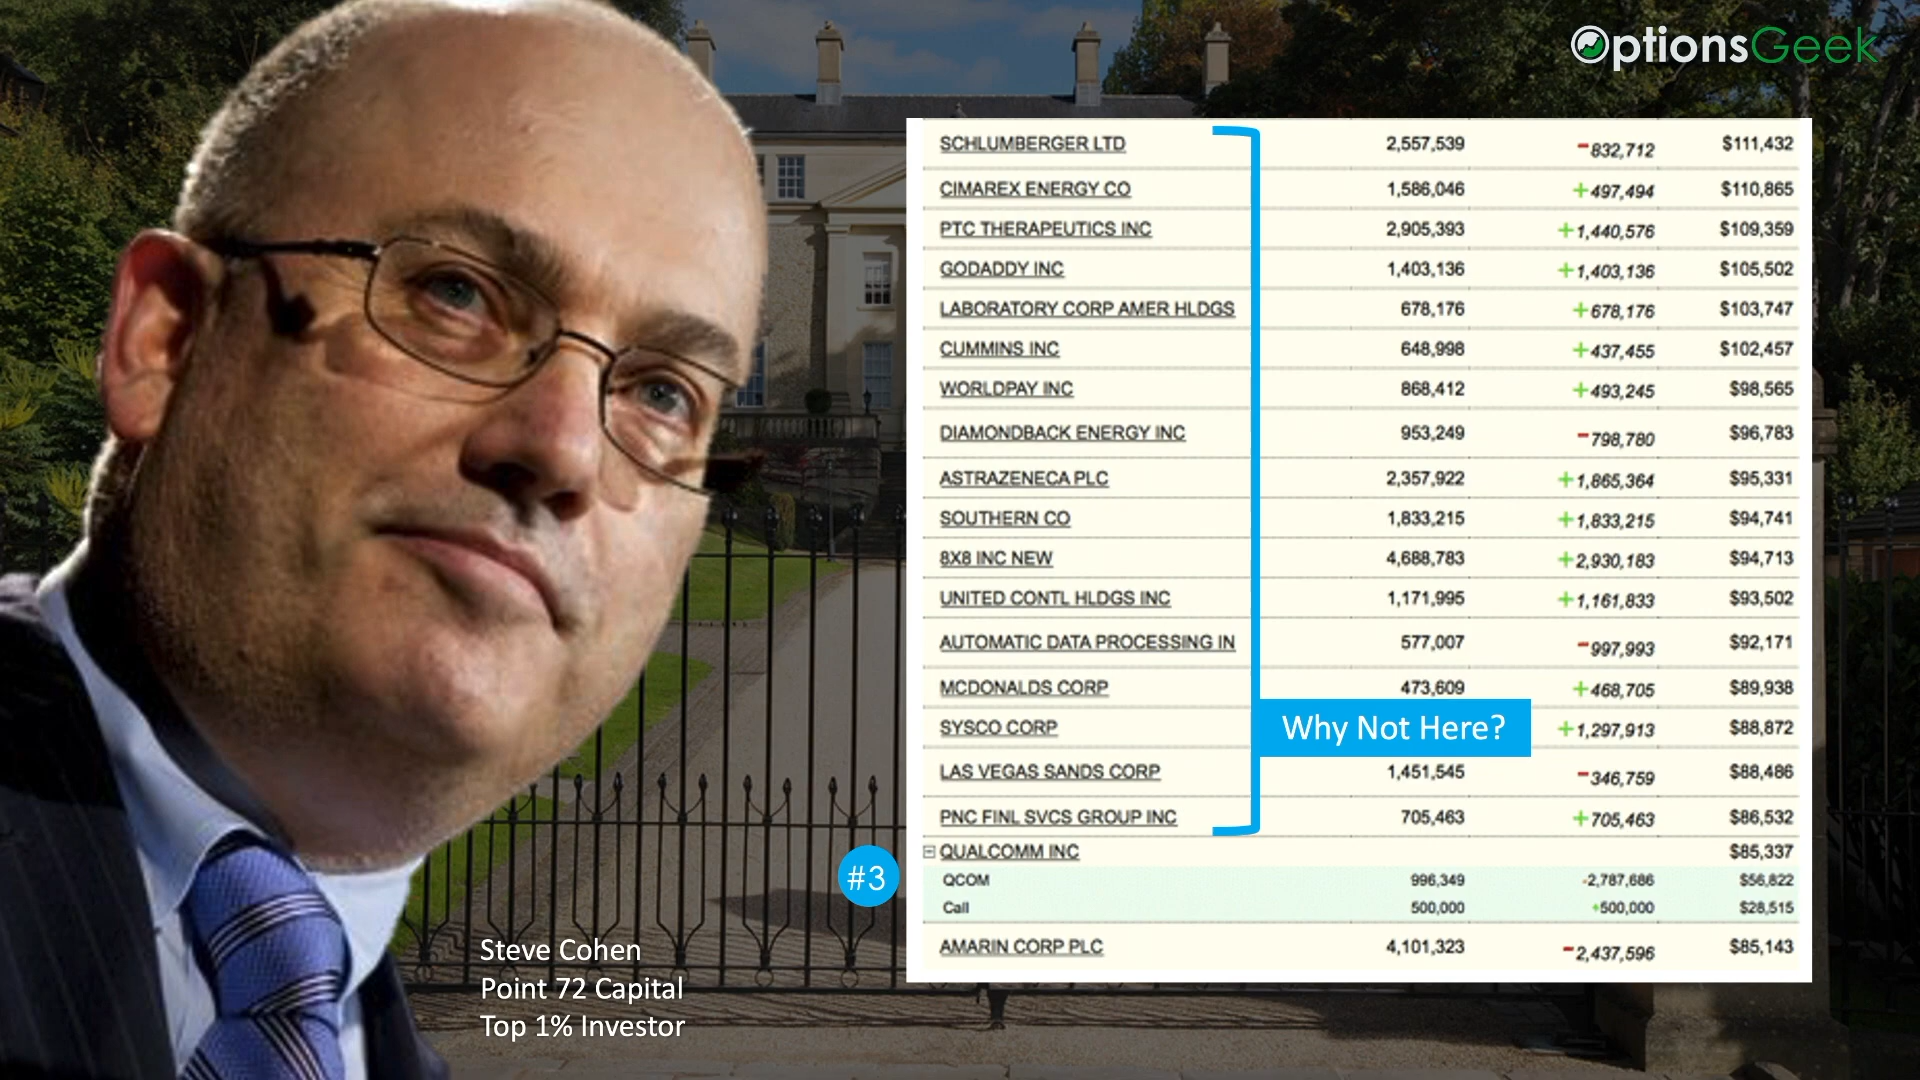 OptionsGeek
SCHLUMBERGER LTD 2,557,539 -832,712 $111,432
CIMAREX ENERGY CO 1,586,046 +497,494 $110,865
PTC THERAPEUTICS INC 2,905,393 +1,440,576 $109,359
GODADDY INC 1,403,136 +1,403,136 $105,502
LABORATORY CORP AMER HLDGS 678,176 +678,176 $103,747
CUMMINS INC 648,998 +437,455 $102,457
WORLDPAY INC 868,412 +493,245 $98,565
DIAMONDBACK ENERGY INC 953,249 -798,780 $96,783
ASTRAZENECA PLC 2,357,922 +1,865,364 $95,331
SOUTHERN CO 1,833,215 +1,833,215 $94,741
8X8 INC NEW 4,688,783 +2,930,183 $94,713
UNITED CONTL HLDGS INC 1,171,995 +1,161,833 $93,502
AUTOMATIC DATA PROCESSING IN 577,007 -997,993 $92,171
MCDONALDS CORP 473,609 +468,705 $89,938
SYSCO CORP Why Not Here? +1,297,913 $88,872
LAS VEGAS SANDS CORP 1,451,545 -346,759 $88,486
PNC FINL SVCS GROUP INC 705,463 +705,463 $86,532
QUALCOMM INC $85,337
#3
QCOM 996,349 -2,787,686 $56,822
Call 500,000 +500,000 $28,515
AMARIN CORP PLC 4,101,323 -2,437,596 $85,143
Steve Cohen
Point 72 Capital
Top 1% Investor